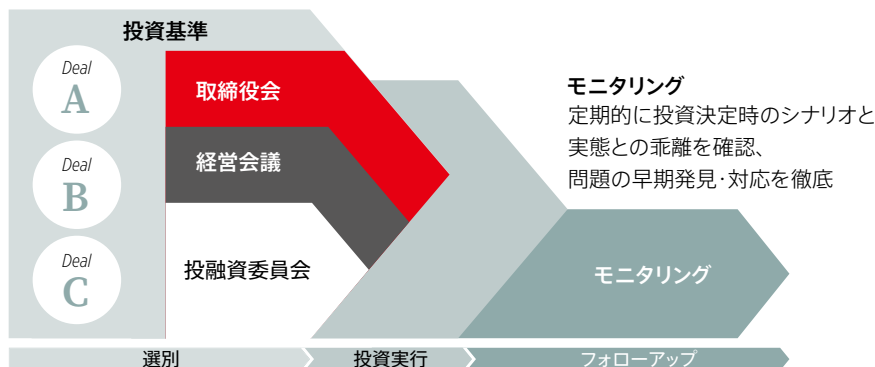 投資基準
Deal
A
Deal
B
Deal
C
取締役会
経営会議
投融資委員会
モニタリング
定期的に投資決定時のシナリオと
実態との乖離を確認、
問題の早期発見・対応を徹底
モニタリング
選別
投資実行
フォローアップ